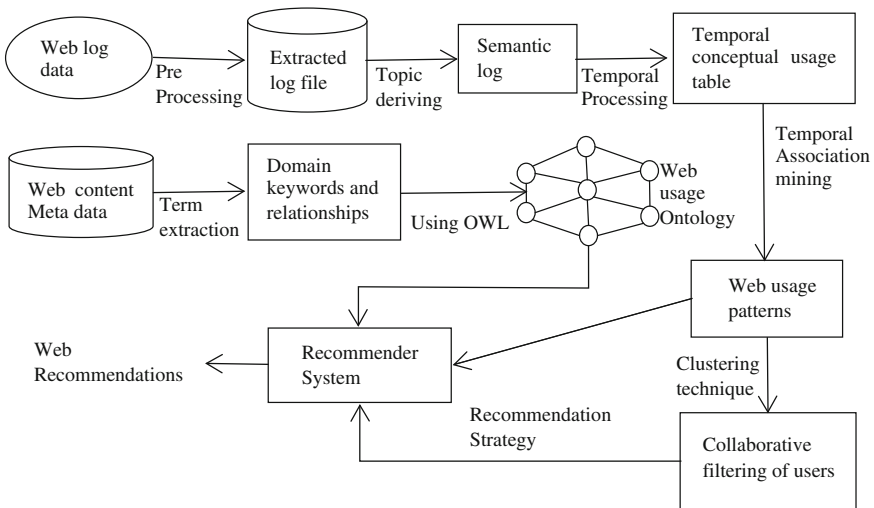 Web log
data
Pre
Processing
Extracted
log file
Topic
deriving
Semantic
log
Temporal
Processing
Temporal
conceptual usage
table
Temporal
Association
mining
Web content
Meta data
Term
extraction
Domain
keywords and
relationships
Using OWL
Web
usage
Ontology
Web usage
patterns
Web
Recommendations
Recommender
System
Clustering
technique
Recommendation
Strategy
Collaborative
filtering of users